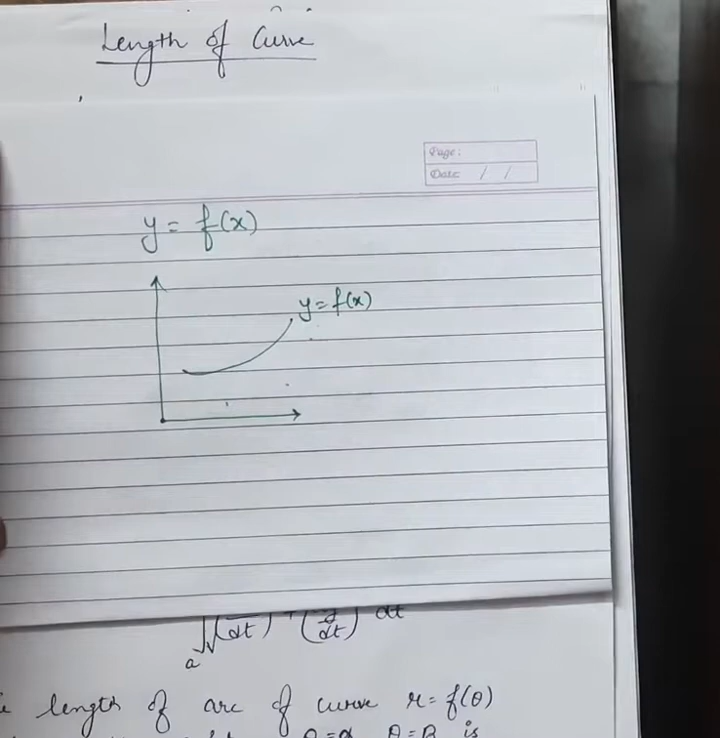 Length of Curve
Page:
Date / /
y = f(x)
y = f(x)
a
length of arc of curve r = f(θ)
θ=α θ=β is